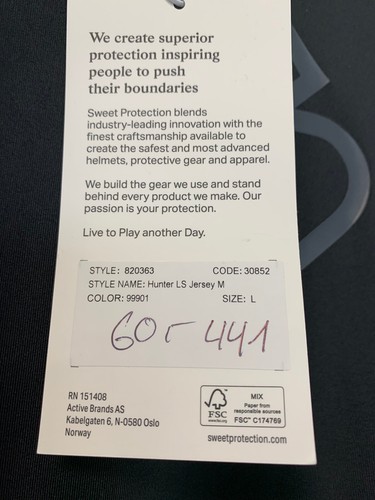 We create superior
protection inspiring
people to push
their boundaries
Sweet Protection blends
industry-leading innovation with the
finest craftsmanship available to
create the safest and most advanced
helmets, protective gear and apparel.
We build the gear we use and stand
behind every product we make. Our
passion is your protection.
Live to Play another Day.
STYLE: 820363 CODE: 30852
STYLE NAME: Hunter LS Jersey M
COLOR: 99901 SIZE: L
RN 151408
Active Brands AS
Kabelgaten 6, N-0580 Oslo
Norway
FSC
www.fsc.org
MIX
Paper from
responsible sources
FSC™ C174769
sweetprotection.com